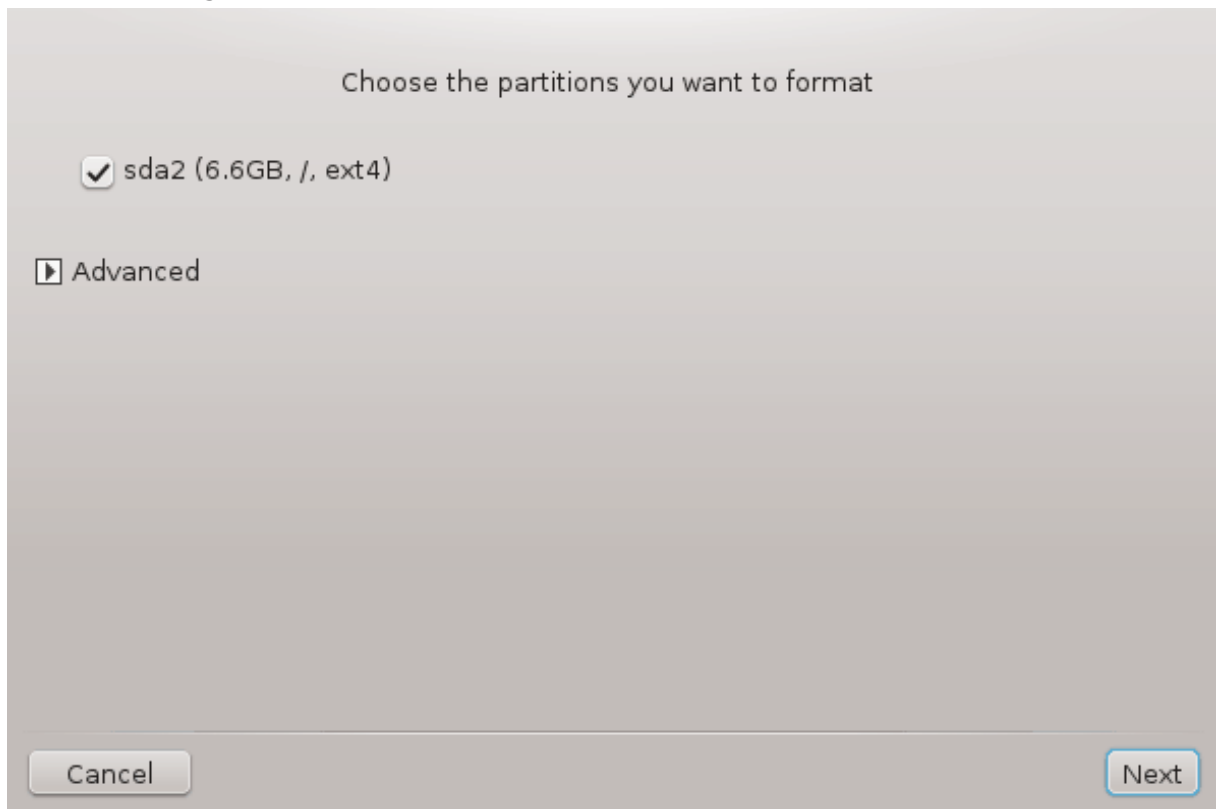 Choose the partitions you want to format
sda2 (6.6GB, /, ext4)
Advanced
Cancel
Next